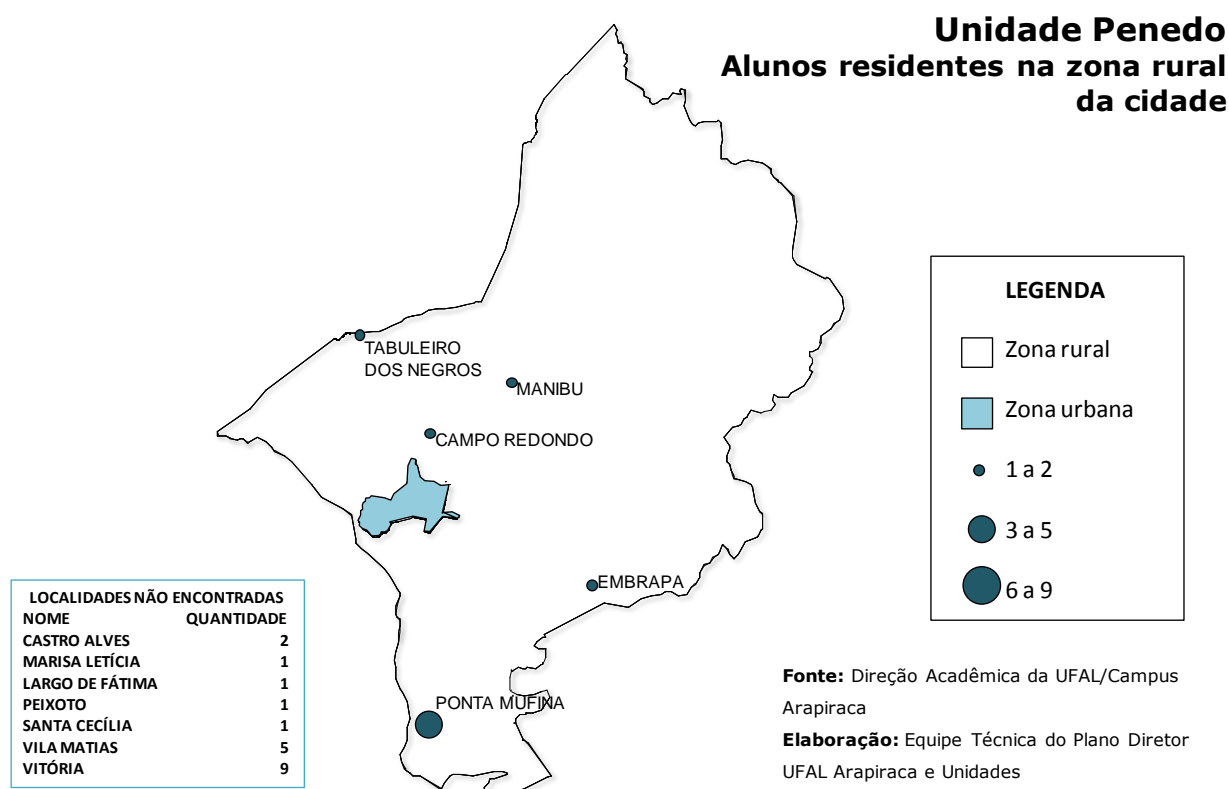 Unidade Penedo
Alunos residentes na zona rural
da cidade
TABULEIRO
DOS NEGROS
MANIBU
CAMPO REDONDO
EMBRAPA
PONTA MUFINA
LEGENDA
Zona rural
Zona urbana
1 a 2
3 a 5
6 a 9
LOCALIDADES NÃO ENCONTRADAS
NOME QUANTIDADE
CASTRO ALVES 2
MARISA LETÍCIA 1
LARGO DE FÁTIMA 1
PEIXOTO 1
SANTA CECÍLIA 1
VILA MATIAS 5
VITÓRIA 9
Fonte: Direção Acadêmica da UFAL/Campus
Arapiraca
Elaboração: Equipe Técnica do Plano Diretor
UFAL Arapiraca e Unidades